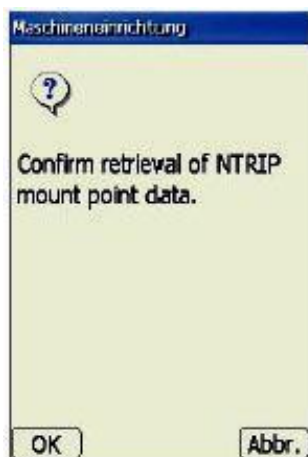 Maschineneinrichtung
?
Confirm retrieval of NTRIP
mount point data.
OK
Abbr.